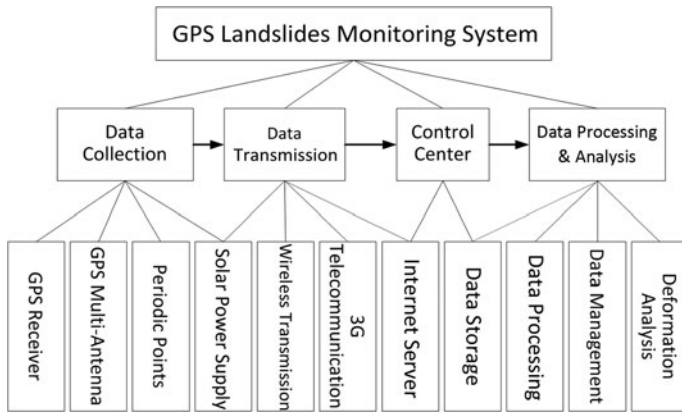 GPS Landslides Monitoring System
Data
Collection
Data
Transmission
Control
Center
Data Processing
& Analysis
GPS Receiver
GPS Multi-Antenna
Periodic Points
Solar Power Supply
Wireless Transmission
3G
Telecommunication
Internet Server
Data Storage
Data Processing
Data Management
Deformation
Analysis